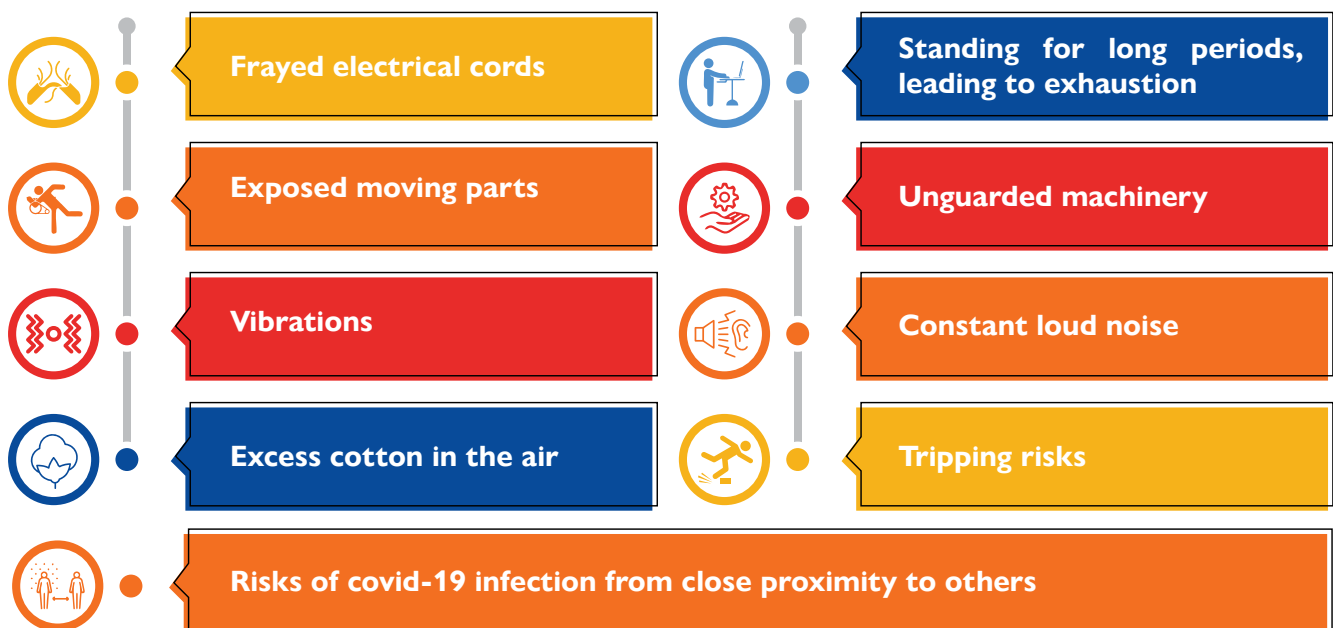 Frayed electrical cords
Standing for long periods,
leading to exhaustion
Exposed moving parts
Unguarded machinery
Vibrations
Constant loud noise
Excess cotton in the air
Tripping risks
Risks of covid-19 infection from close proximity to others